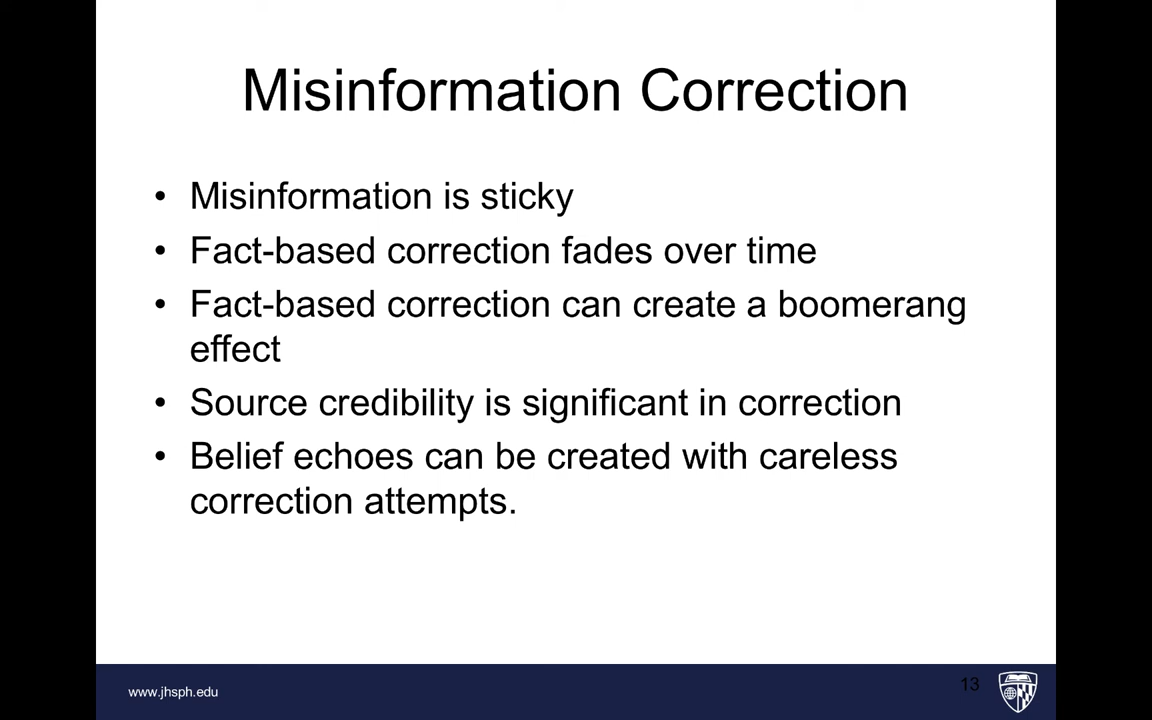 Misinformation Correction
• Misinformation is sticky
• Fact-based correction fades over time
• Fact-based correction can create a boomerang
effect
• Source credibility is significant in correction
• Belief echoes can be created with careless
correction attempts.
www.jhsph.edu
13